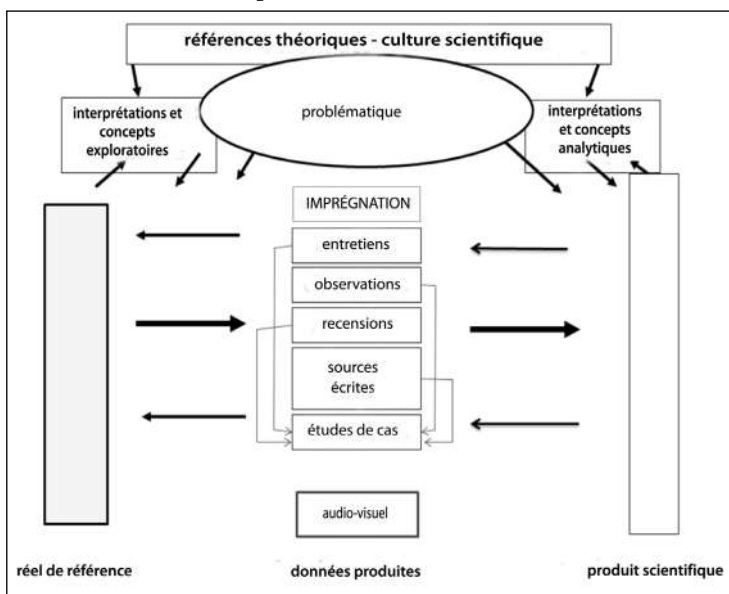 références théoriques - culture scientifique
problématique
interprétations et
concepts
exploratoires
interprétations
et concepts
analytiques
IMPRÉGNATION
entretiens
observations
recensions
sources
écrites
études de cas
audio-visuel
réel de référence
données produites
produit scientifique